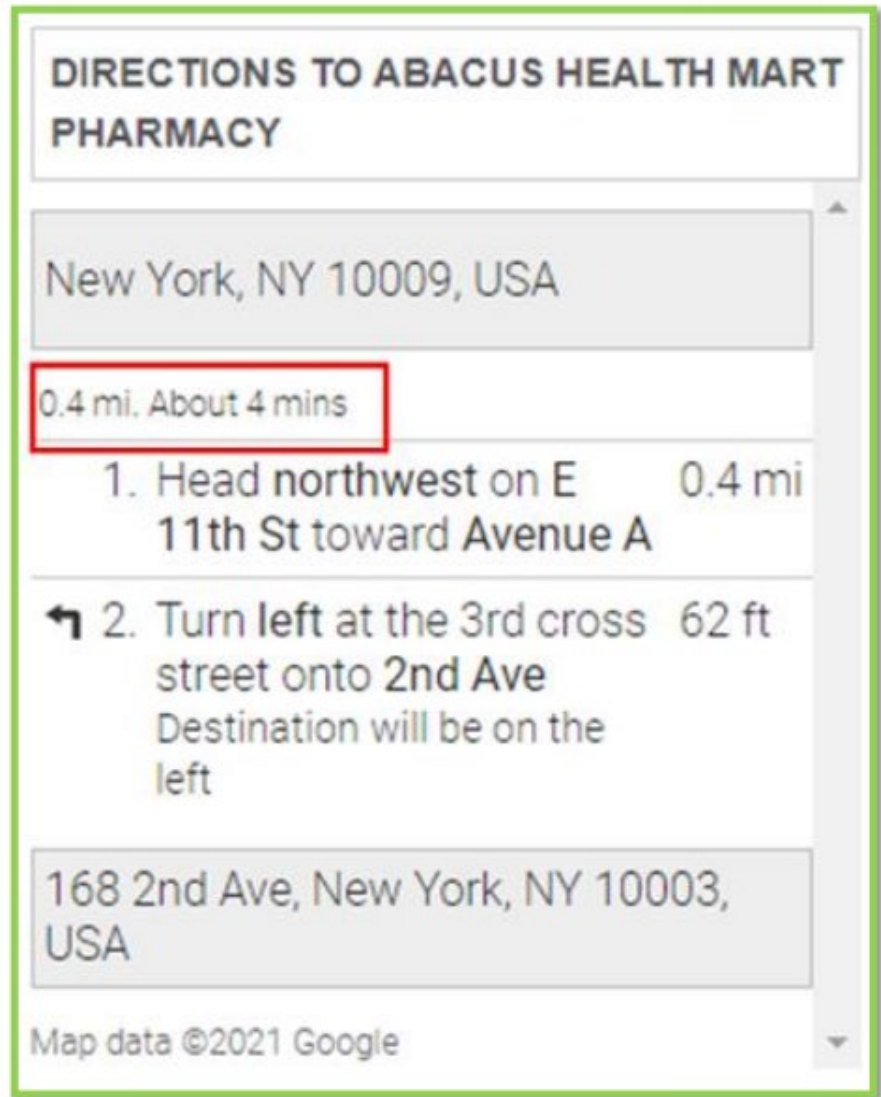 DIRECTIONS TO ABACUS HEALTH MART
PHARMACY
New York, NY 10009, USA
0.4 mi. About 4 mins
1. Head northwest on E 0.4 mi
11th St toward Avenue A
2. Turn left at the 3rd cross 62 ft
street onto 2nd Ave
Destination will be on the
left
168 2nd Ave, New York, NY 10003,
USA
Map data ©2021 Google